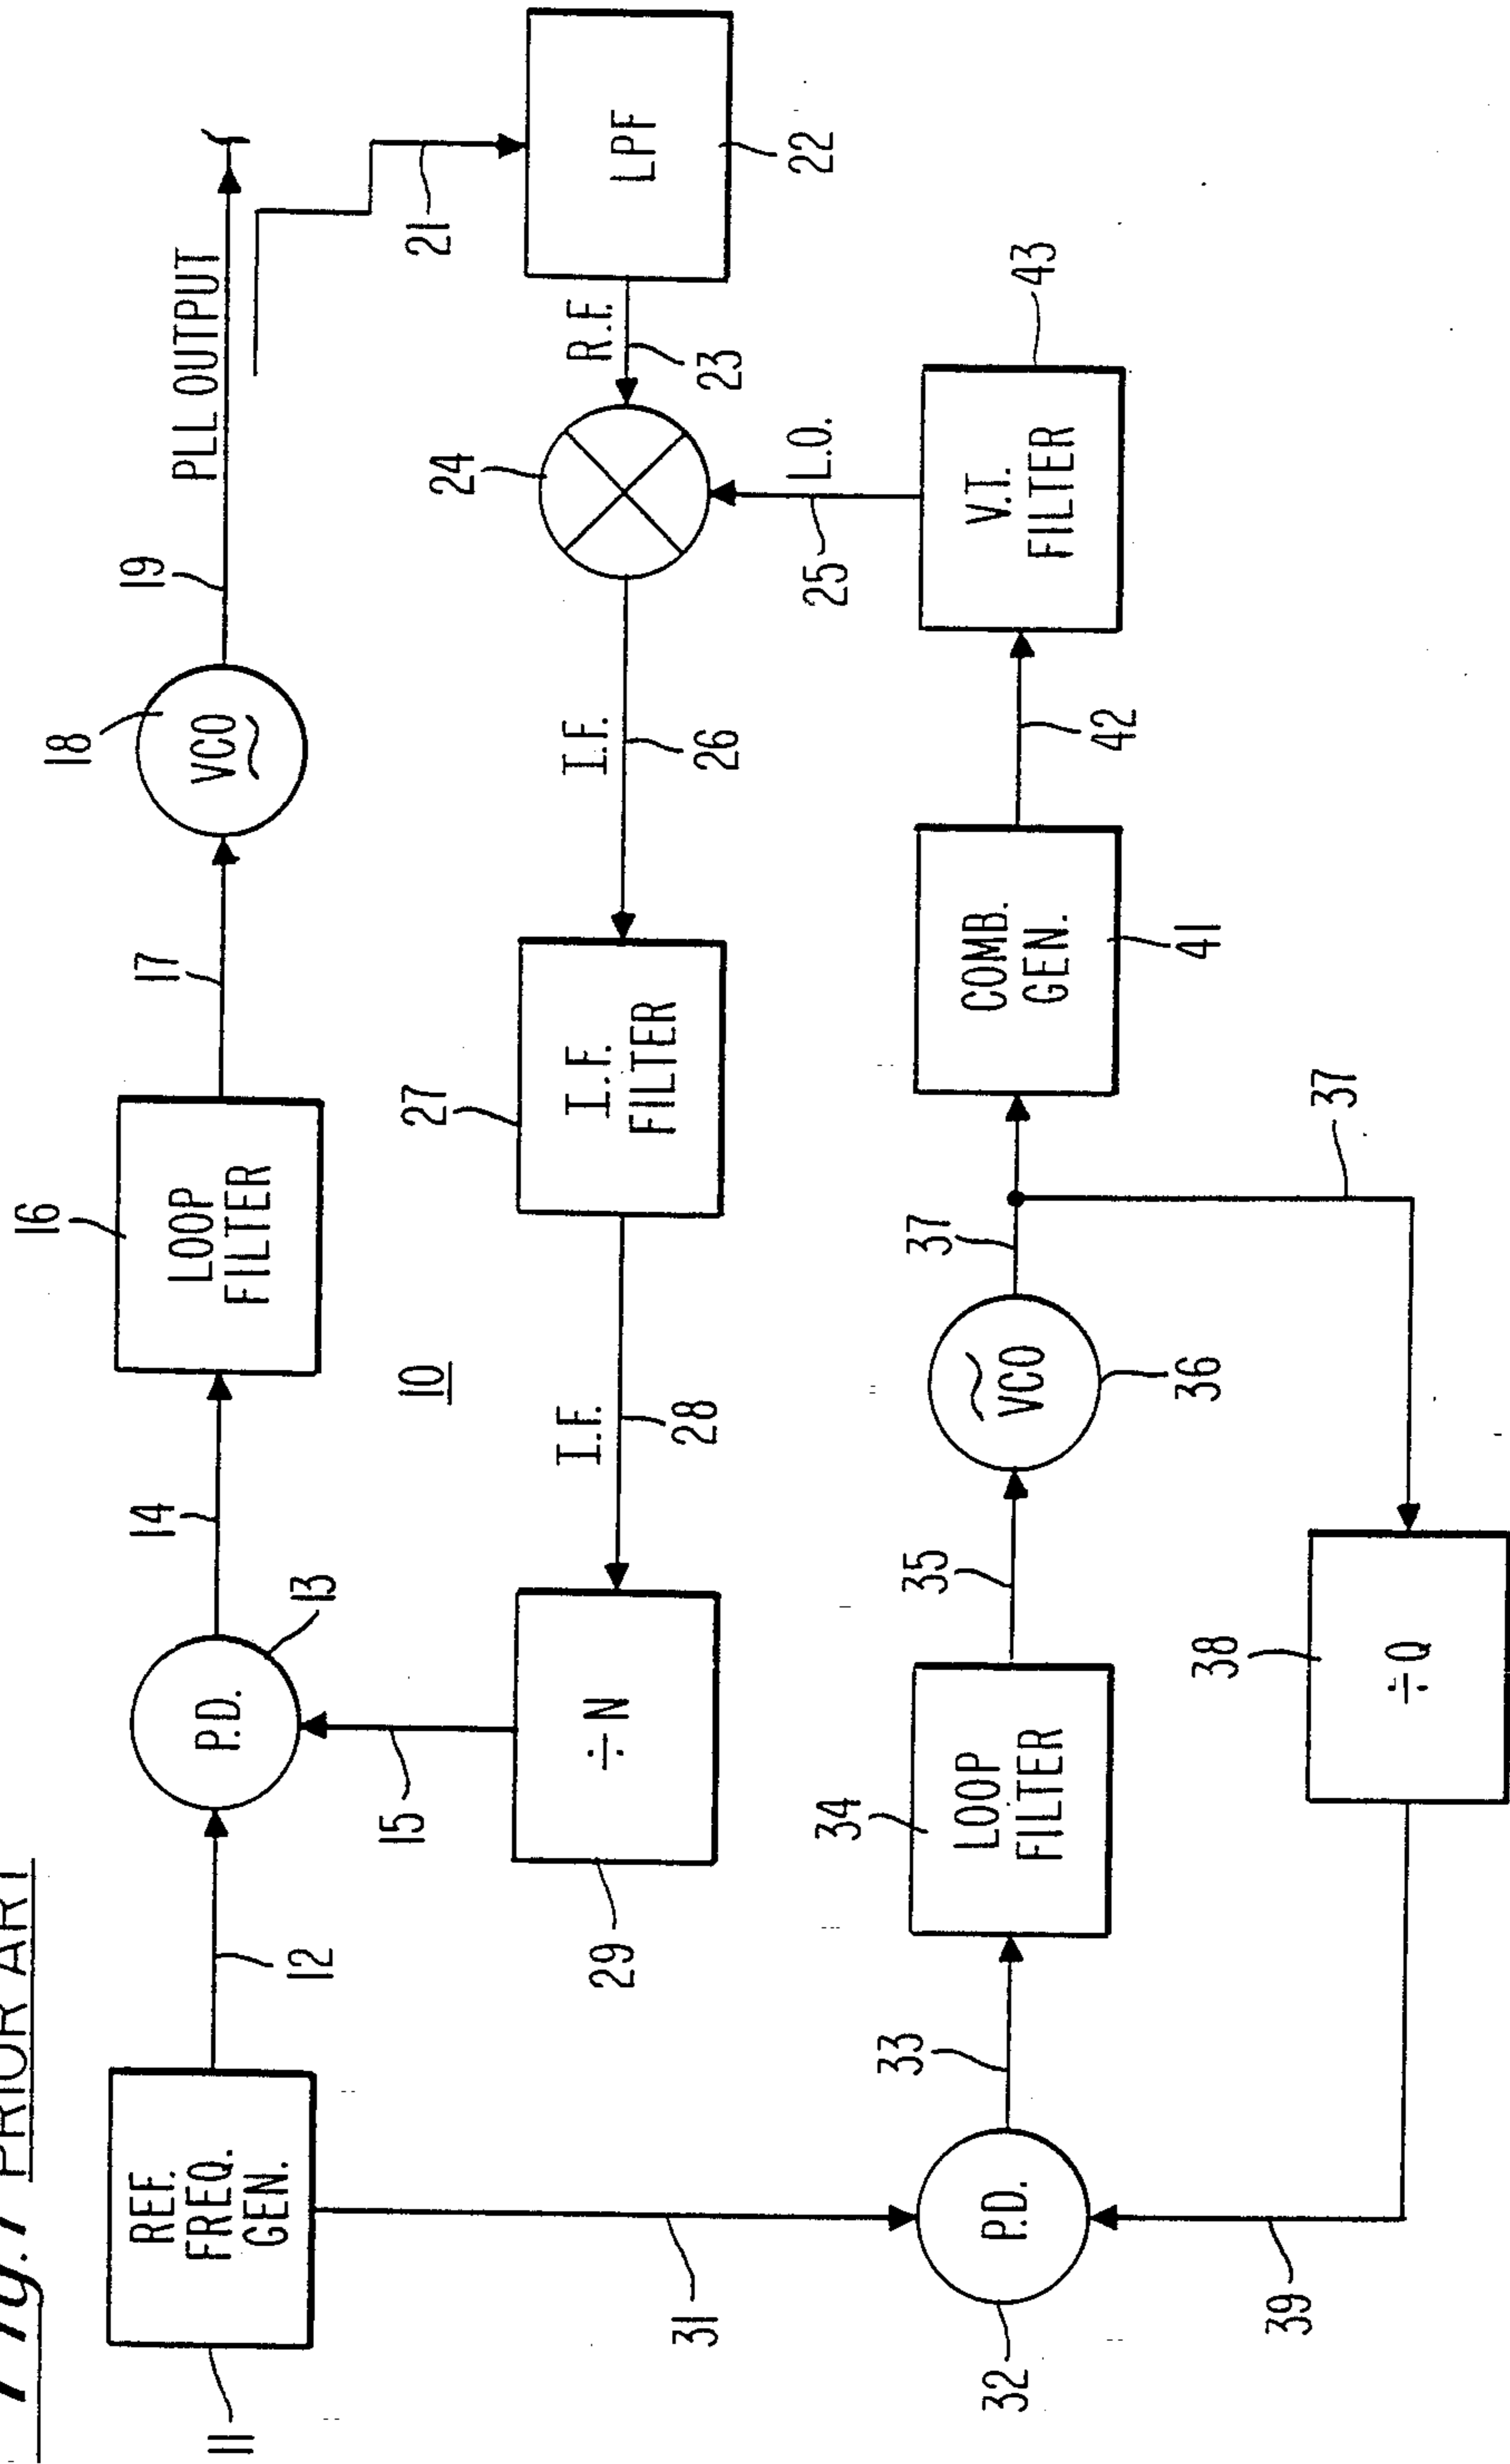 Fig. 1 PRIOR ART
REF.
FREQ.
GEN.
11
12
P.D.
13
14
15
LOOP
FILTER
16
17
VCO
18
19
PLL OUTPUT
21
LPF
22
R.F.
23
24
L.O.
25
I.F.
26
I.F.
FILTER
27
10
I.F.
28
÷N
29
31
P.D.
32
33
LOOP
FILTER
34
35
VCO
36
37
37
÷Q
38
39
COMB.
GEN.
41
42
V.T.
FILTER
43